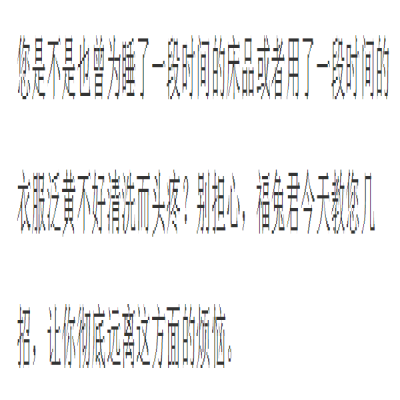 您是不是也曾为睡了一段时间的床品或者用了一段时间的
衣服泛黄不好清洗而头疼？别担心，福兔君今天教您几
招，让你彻底远离这方面的烦恼。